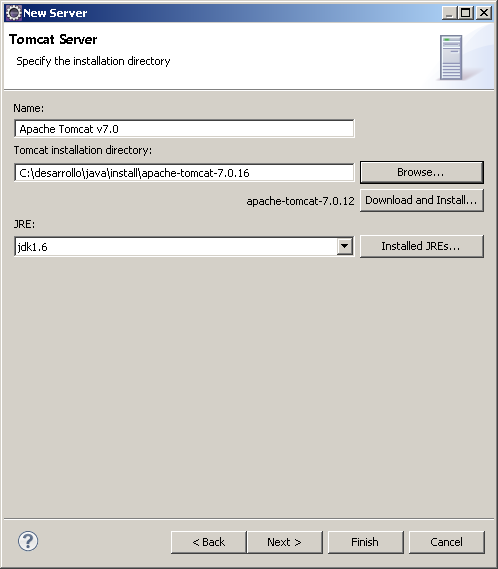 New Server
Tomcat Server
Specify the installation directory
Name:
Apache Tomcat v7.0
Tomcat installation directory:
C:\desarrollo\java\install\apache-tomcat-7.0.16
Browse...
apache-tomcat-7.0.12
Download and Install...
JRE:
jdk1.6
Installed JREs...
?
< Back
Next >
Finish
Cancel